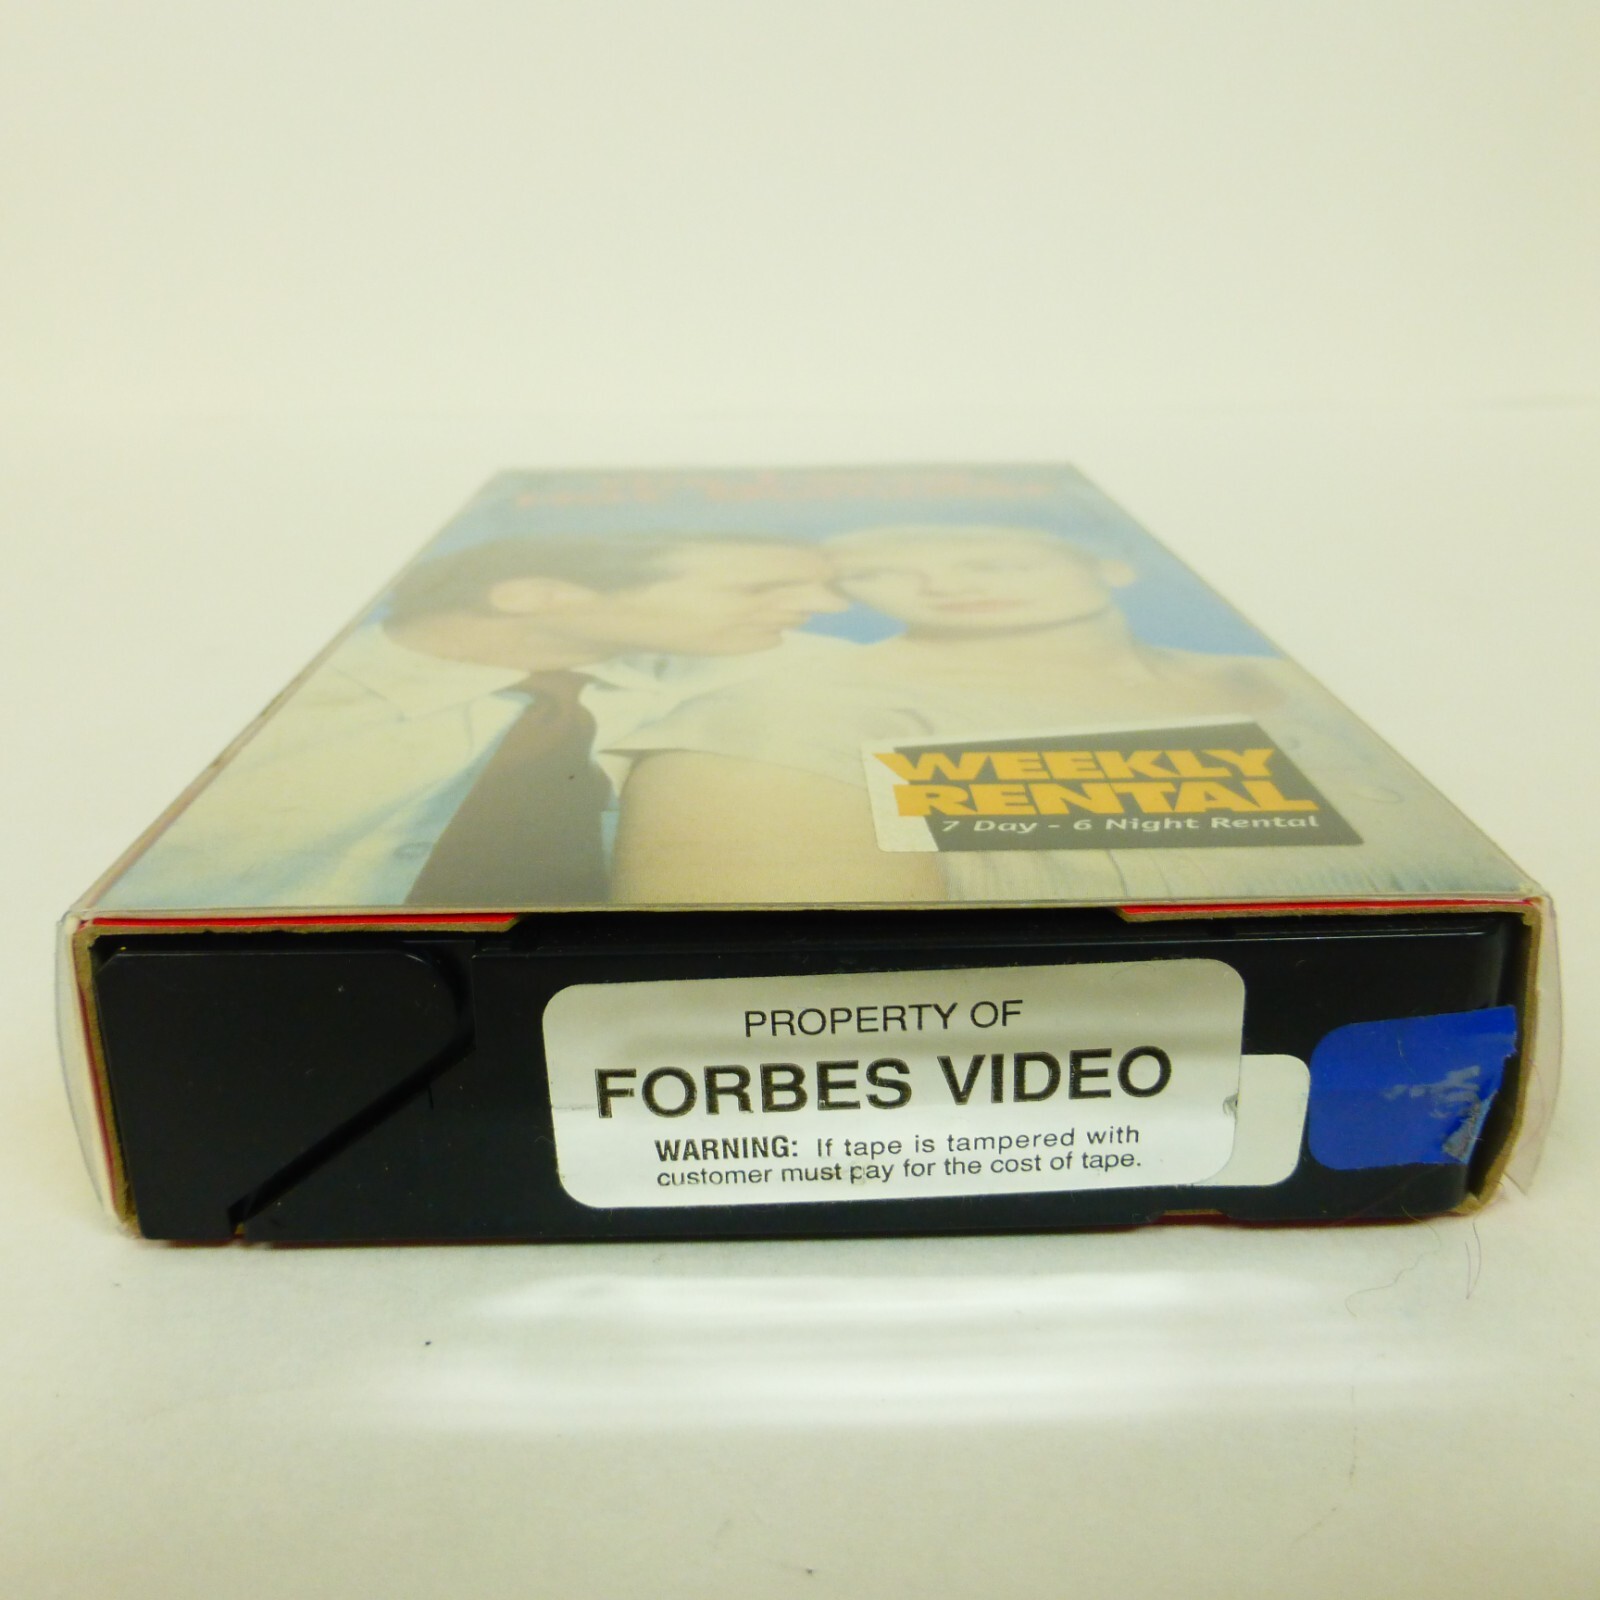 WEEKLY
RENTAL
7 Day - 6 Night Rental
PROPERTY OF
FORBES VIDEO
WARNING: If tape is tampered with
customer must pay for the cost of tape.